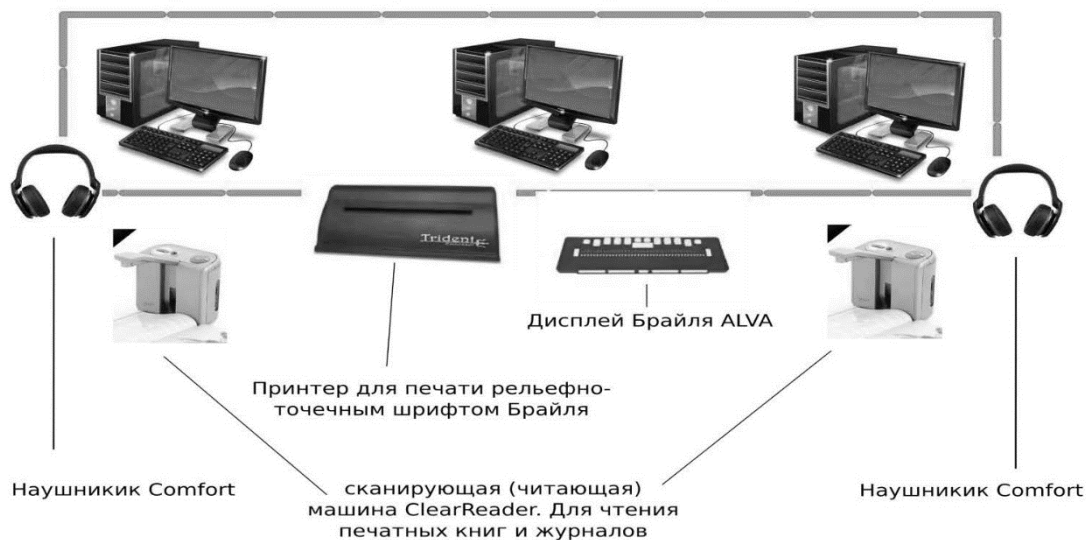 Trident
Дисплей Брайля ALVA
Принтер для печати рельефно-
точечным шрифтом Брайля
Наушникик Comfort
сканирующая (читающая)
машина ClearReader. Для чтения
печатных книг и журналов
Наушникик Comfort